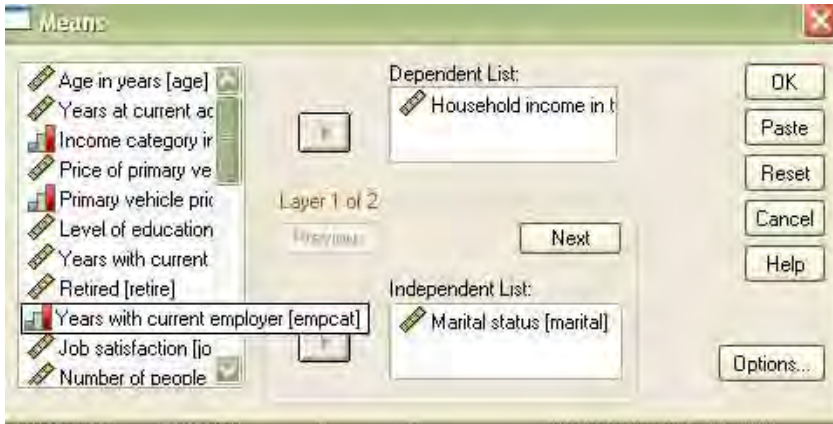 Means
Age in years [age]
Years at current ac
Income category ir
Price of primary ve
Primary vehicle pric
Level of education
Years with current
Retired [retire]
Years with current employer [empcat]
Job satisfaction [jo
Number of people
Dependent List:
Household income in t
Layer 1 of 2
Previous
Next
Independent List:
Marital status [marital]
OK
Paste
Reset
Cancel
Help
Options...